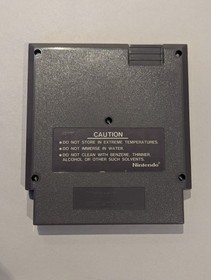 CAUTION
• DO NOT STORE IN EXTREME TEMPERATURES.
• DO NOT IMMERSE IN WATER.
• DO NOT CLEAN WITH BENZENE, THINNER,
ALCOHOL OR OTHER SUCH SOLVENTS.
Nintendo